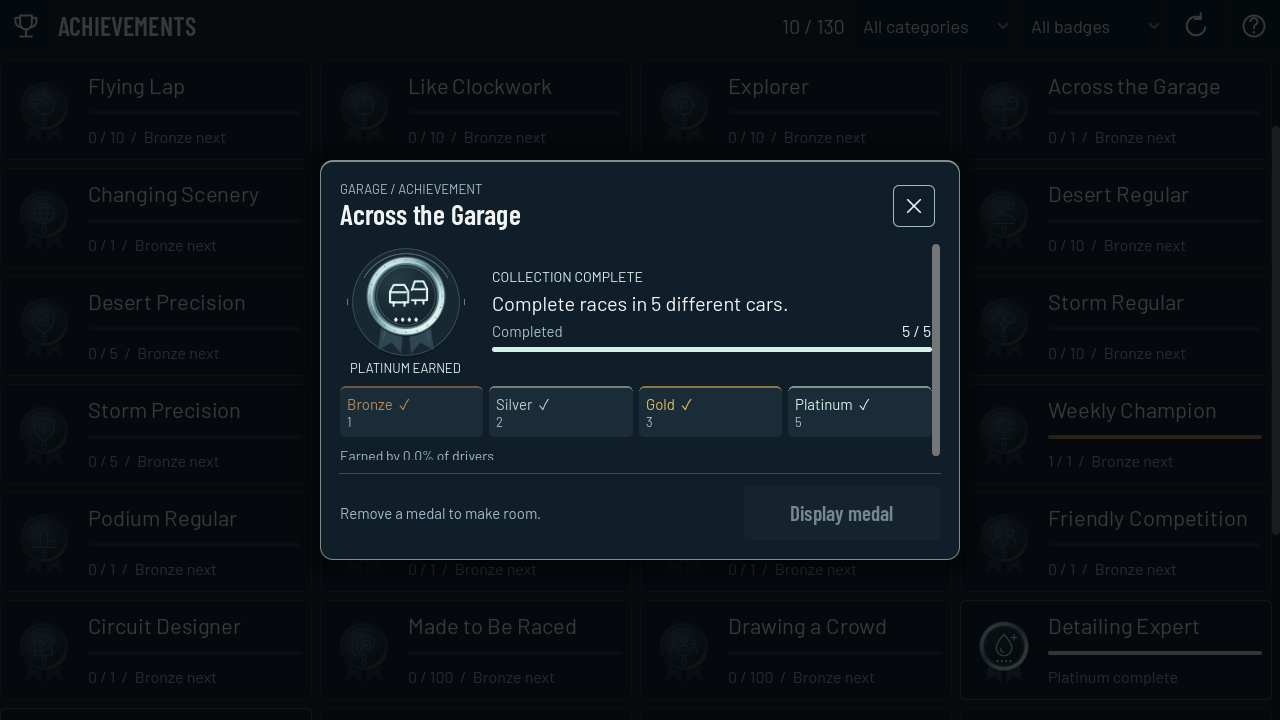 ACHIEVEMENTS
10 / 130
All categories
All badges
Flying Lap
0 / 10 / Bronze next
Like Clockwork
0 / 10 / Bronze next
Explorer
0 / 10 / Bronze next
Across the Garage
0 / 1 / Bronze next
Changing Scenery
0 / 1 / Bronze next
Desert Regular
0 / 10 / Bronze next
Desert Precision
0 / 5 / Bronze next
Storm Regular
0 / 10 / Bronze next
Storm Precision
0 / 5 / Bronze next
Weekly Champion
1 / 1 / Bronze next
GARAGE / ACHIEVEMENT
Across the Garage
COLLECTION COMPLETE
Complete races in 5 different cars.
Completed
5 / 5
PLATINUM EARNED
Bronze ✓
1
Silver ✓
2
Gold ✓
3
Platinum ✓
5
Earned by 0.0% of drivers
Remove a medal to make room.
Display medal
Podium Regular
0 / 1 / Bronze next
0 / 1 / Bronze next
0 / 1 / Bronze next
Friendly Competition
0 / 1 / Bronze next
Circuit Designer
0 / 1 / Bronze next
Made to Be Raced
0 / 100 / Bronze next
Drawing a Crowd
0 / 100 / Bronze next
Detailing Expert
Platinum complete